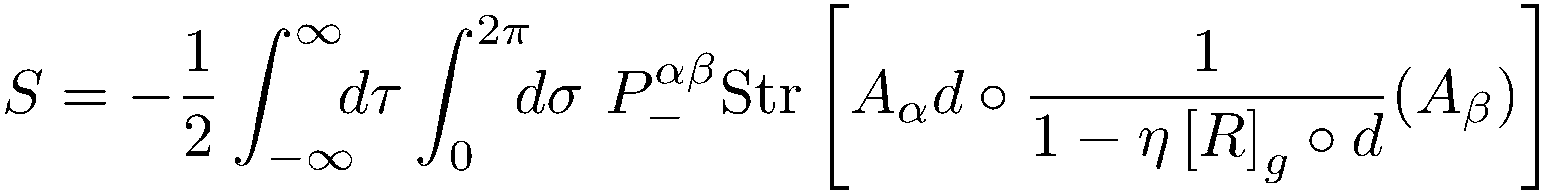 S = -\frac{1}{2} \int_{-\infty}^{\infty} d\tau \int_{0}^{2\pi} d\sigma \ P_{-}^{\alpha\beta} \text{Str} \left[ A_{\alpha} d \circ \frac{1}{1 - \eta \left[ R \right]_{g} \circ d} (A_{\beta}) \right]